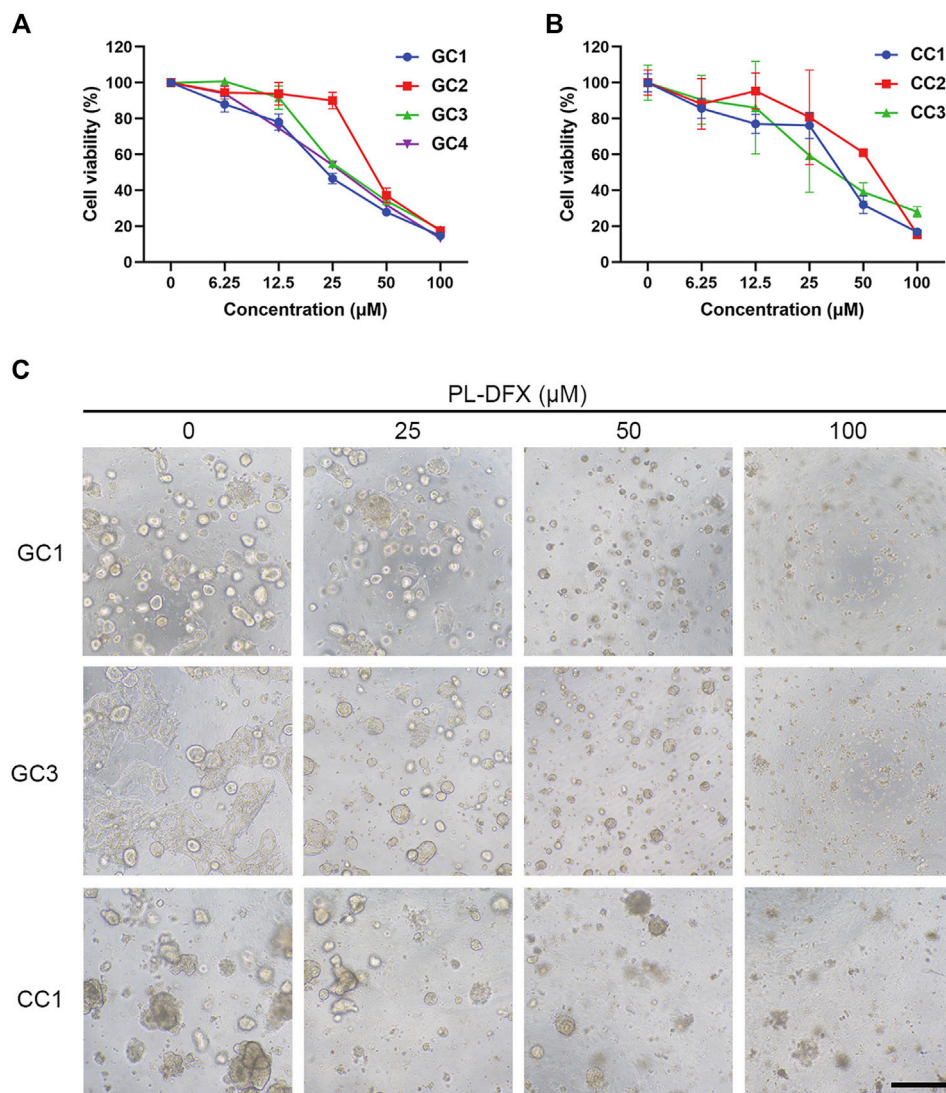 A
120
100
80
60
40
20
0
Cell viability (%)
0 6.25 12.5 25 50 100
Concentration (µM)
GC1
GC2
GC3
GC4
B
120
100
80
60
40
20
0
Cell viability (%)
0 6.25 12.5 25 50 100
Concentration (µM)
CC1
CC2
CC3
C
PL-DFX (µM)
0 25 50 100
GC1
GC3
CC1